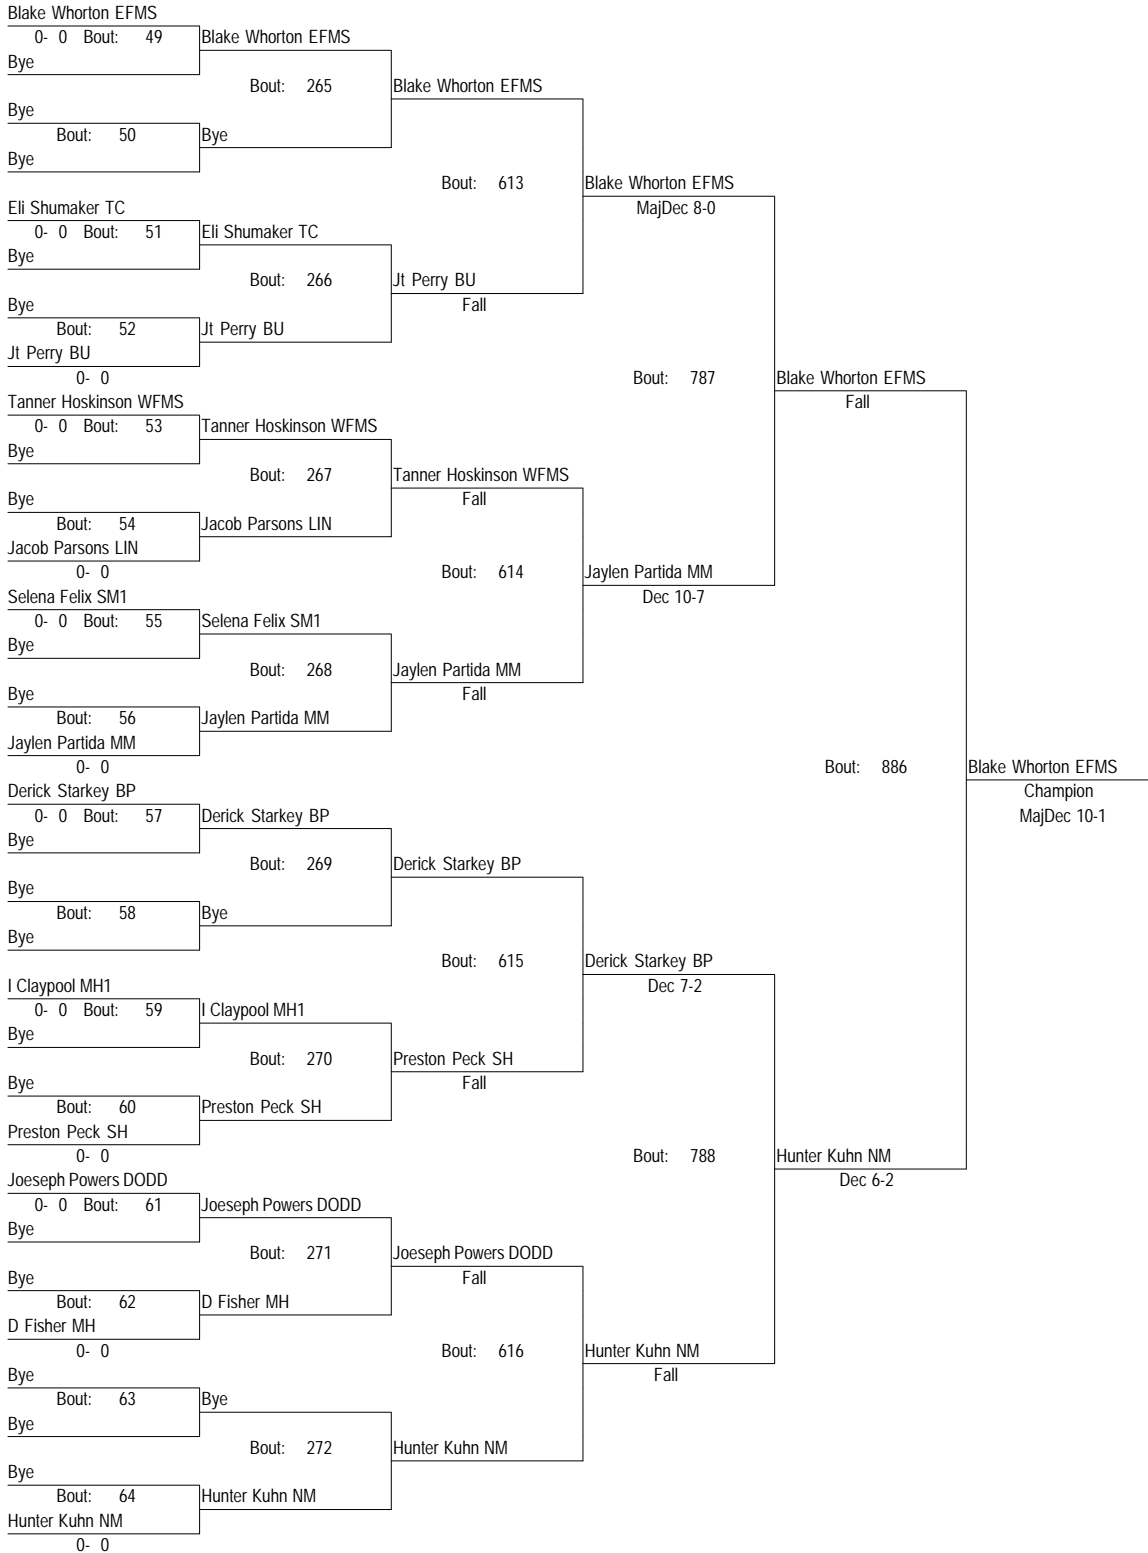 Blake Whorton EFMS
0- 0 Bout: 49 Blake Whorton EFMS
Bye
Bout: 265 Blake Whorton EFMS
Bye
Bout: 50 Bye
Bye
Bout: 613 Blake Whorton EFMS
MajDec 8-0
Eli Shumaker TC
0- 0 Bout: 51 Eli Shumaker TC
Bye
Bout: 266 Jt Perry BU
Bye Fall
Bout: 52 Jt Perry BU
Jt Perry BU
0- 0 Bout: 787 Blake Whorton EFMS
Tanner Hoskinson WFMS Fall
0- 0 Bout: 53 Tanner Hoskinson WFMS
Bye
Bout: 267 Tanner Hoskinson WFMS
Bye Fall
Bout: 54 Jacob Parsons LIN
Jacob Parsons LIN
0- 0 Bout: 614 Jaylen Partida MM
Selena Felix SM1 Dec 10-7
0- 0 Bout: 55 Selena Felix SM1
Bye
Bout: 268 Jaylen Partida MM
Bye Fall
Bout: 56 Jaylen Partida MM
Jaylen Partida MM
0- 0 Bout: 886 Blake Whorton EFMS
Derick Starkey BP Champion
0- 0 Bout: 57 Derick Starkey BP MajDec 10-1
Bye
Bout: 269 Derick Starkey BP
Bye
Bout: 58 Bye
Bye
Bout: 615 Derick Starkey BP
I Claypool MH1 Dec 7-2
0- 0 Bout: 59 I Claypool MH1
Bye
Bout: 270 Preston Peck SH
Bye Fall
Bout: 60 Preston Peck SH
Preston Peck SH
0- 0 Bout: 788 Hunter Kuhn NM
Joeseph Powers DODD Dec 6-2
0- 0 Bout: 61 Joeseph Powers DODD
Bye
Bout: 271 Joeseph Powers DODD
Bye Fall
Bout: 62 D Fisher MH
D Fisher MH
0- 0 Bout: 616 Hunter Kuhn NM
Bye Fall
Bout: 63 Bye
Bye
Bout: 272 Hunter Kuhn NM
Bye
Bout: 64 Hunter Kuhn NM
Hunter Kuhn NM
0- 0